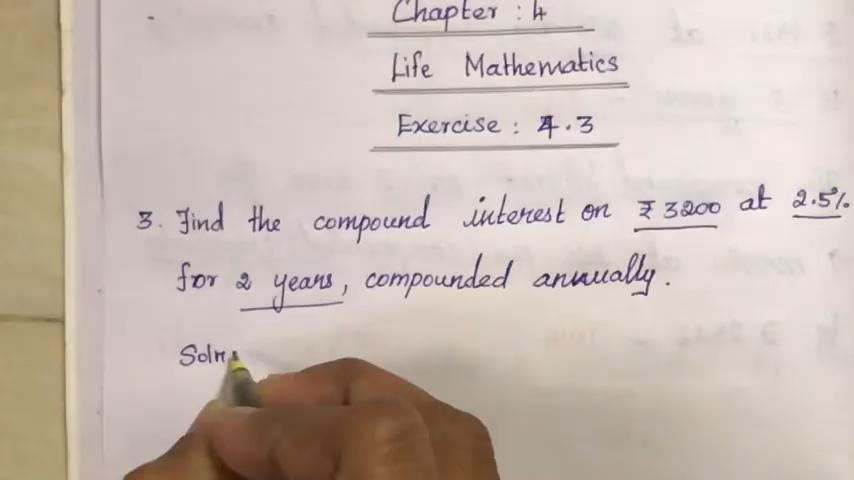 Chapter : 4
Life Mathematics
Exercise : 4.3
3. Find the compound interest on ₹ 3200 at 2.5%
for 2 years, compounded annually.
Soln